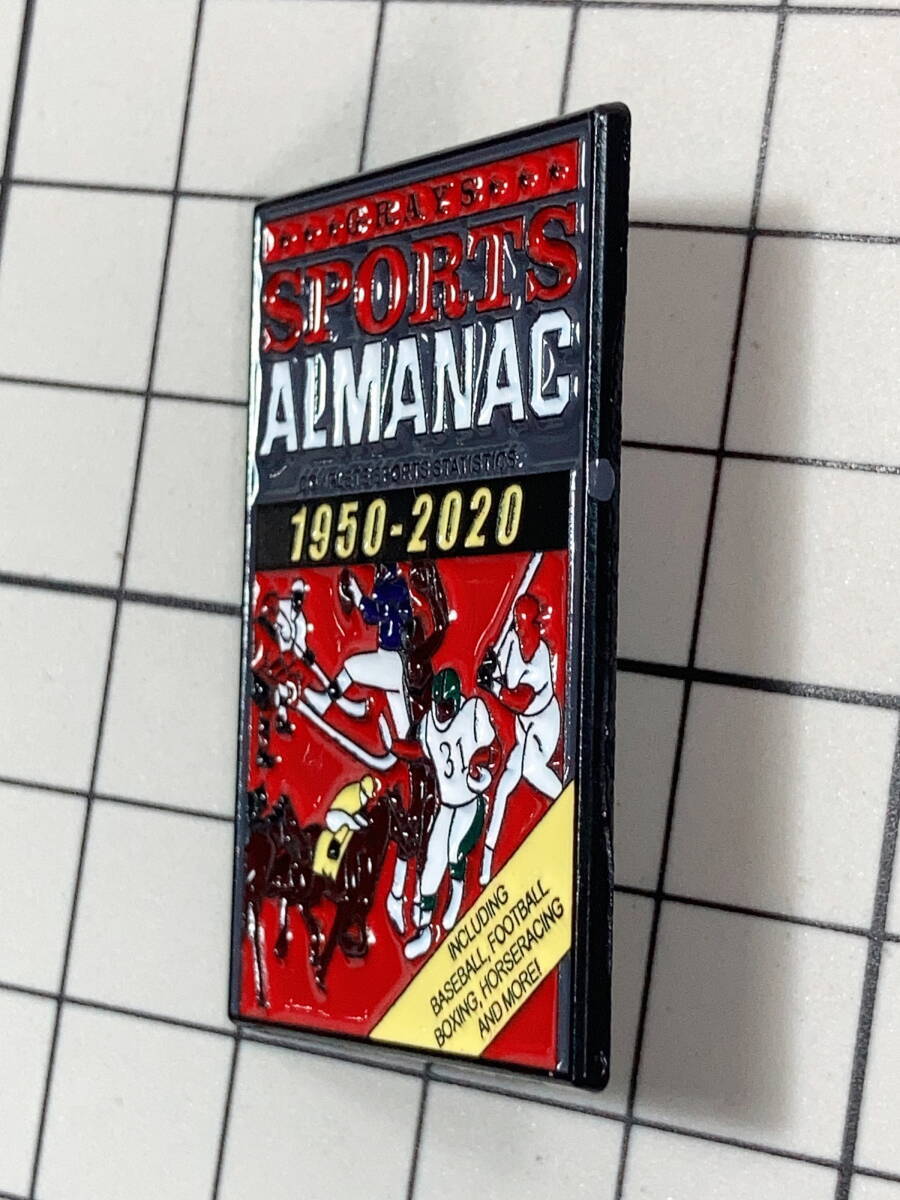 ★★★GRAYS★★★
SPORTS
ALMANAC
COMPLETE SPORTS STATISTICS
1950-2020
31
INCLUDING
BASEBALL, FOOTBALL
BOXING, HORSERACING
AND MORE!